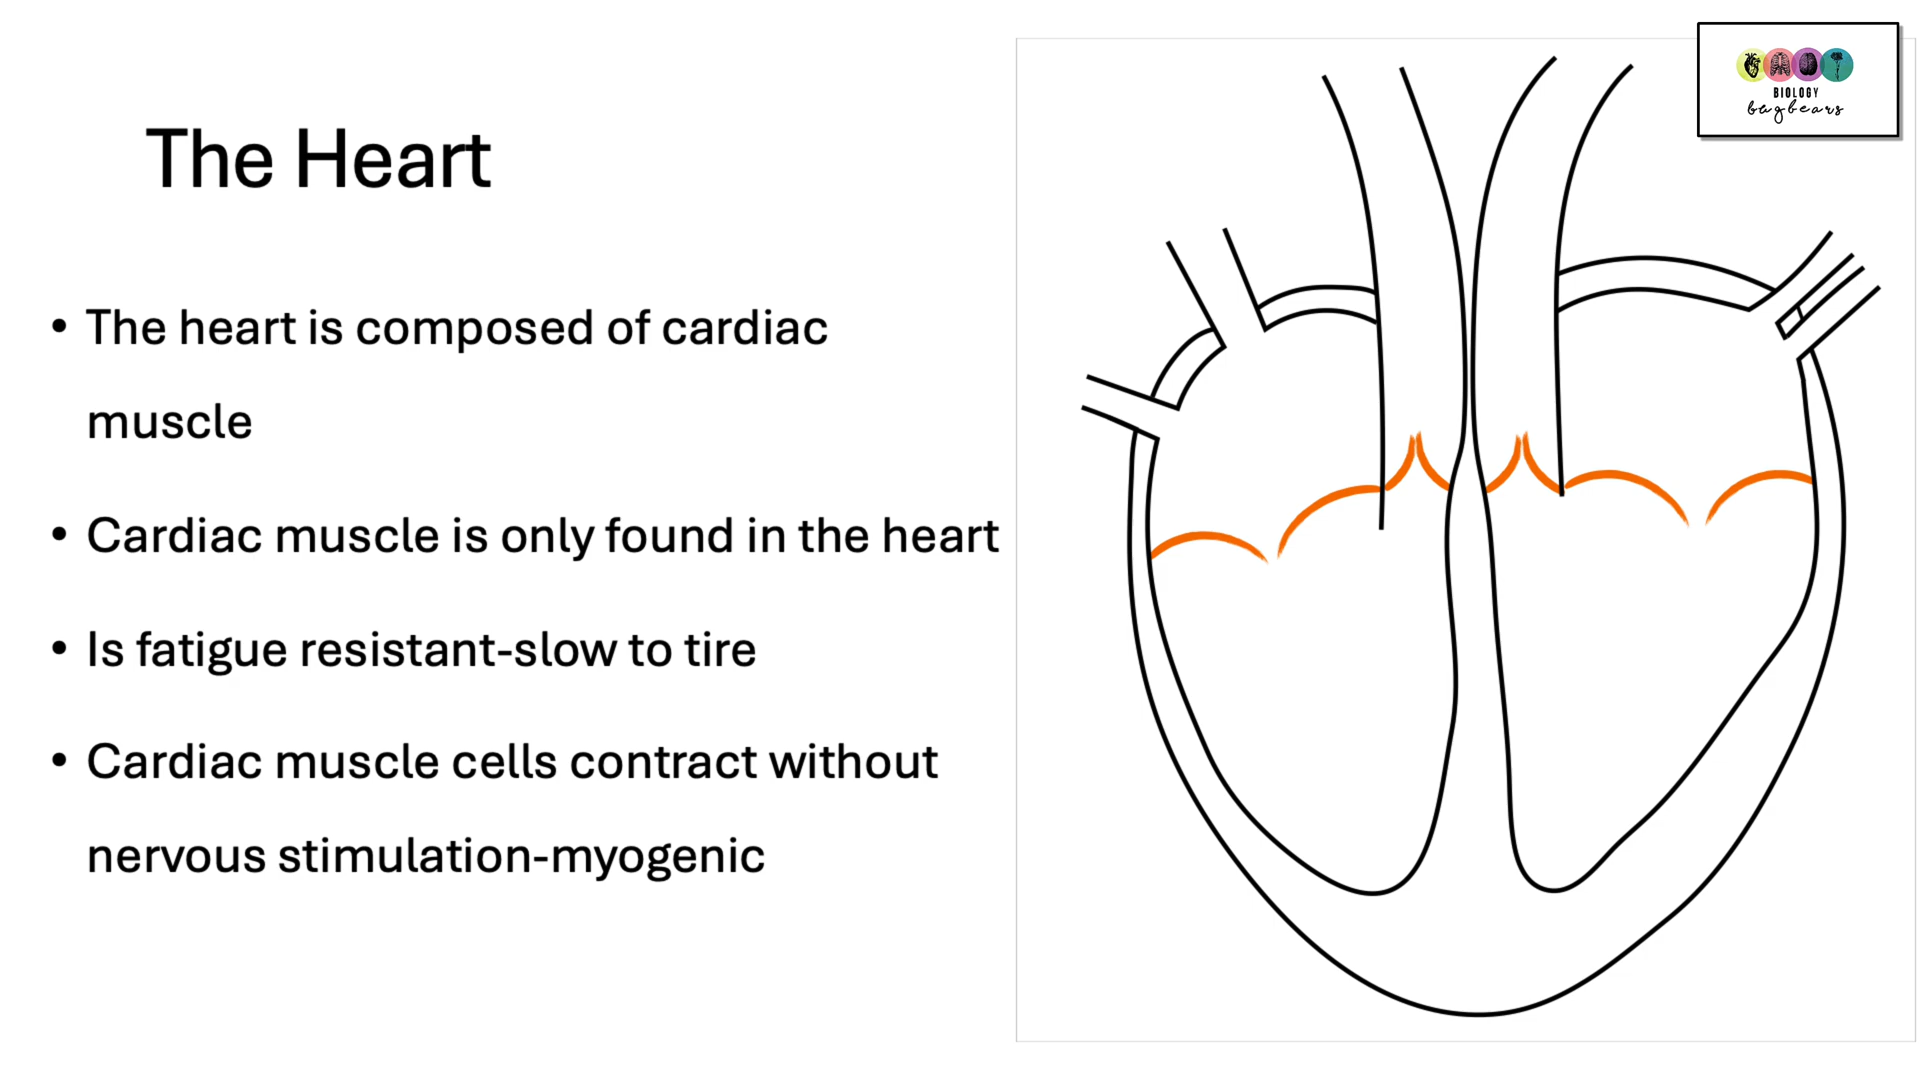 The Heart
• The heart is composed of cardiac
muscle
• Cardiac muscle is only found in the heart
• Is fatigue resistant-slow to tire
• Cardiac muscle cells contract without
nervous stimulation-myogenic
BIOLOGY
bugbears